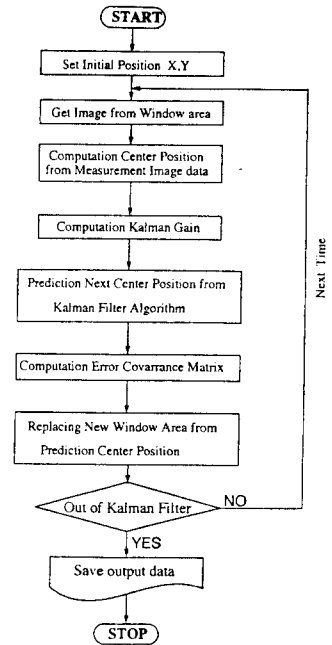 START
Set Initial Position X,Y
Get Image from Window area
Computation Center Position
from Measurement Image data
Computation Kalman Gain
Prediction Next Center Position from
Kalman Filter Algorithm
Computation Error Covarrance Matrix
Replacing New Window Area from
Prediction Center Position
Out of Kalman Filter
NO
Next Time
YES
Save output data
STOP